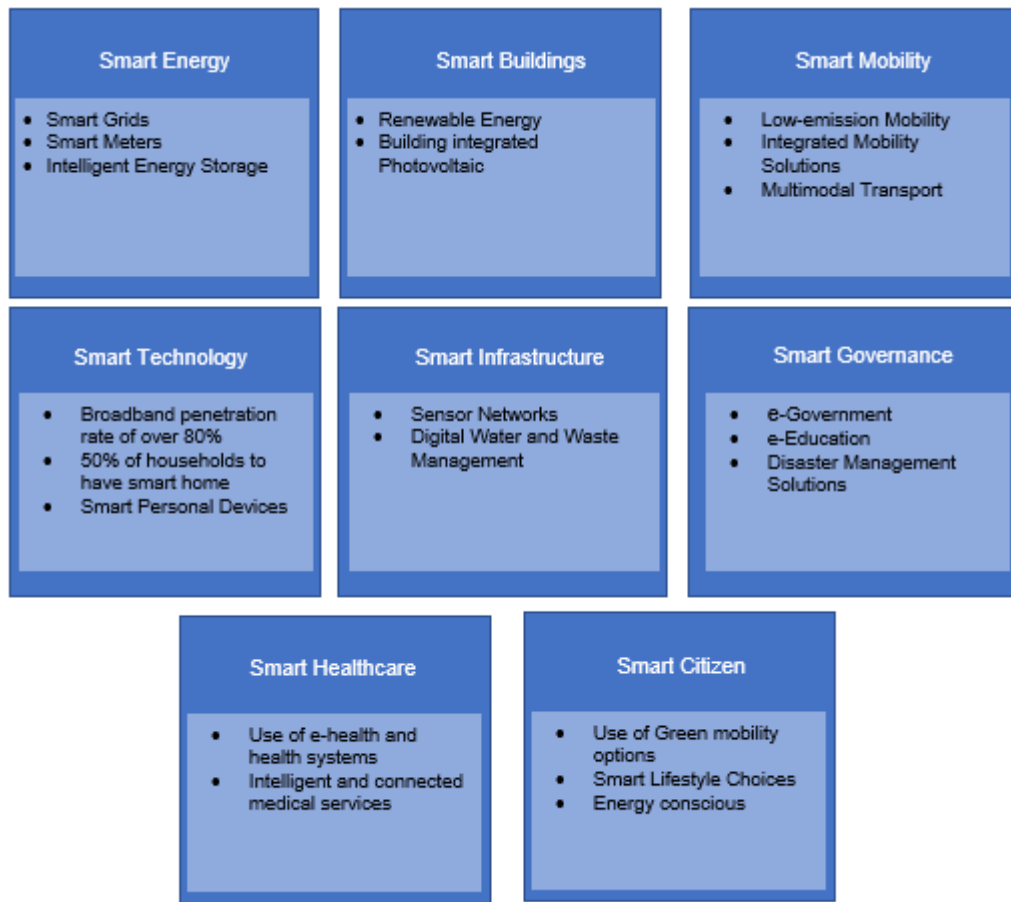 Smart Energy
• Smart Grids
• Smart Meters
• Intelligent Energy Storage
Smart Buildings
• Renewable Energy
• Building integrated
Photovoltaic
Smart Mobility
• Low-emission Mobility
• Integrated Mobility
Solutions
• Multimodal Transport
Smart Technology
• Broadband penetration
rate of over 80%
• 50% of households to
have smart home
• Smart Personal Devices
Smart Infrastructure
• Sensor Networks
• Digital Water and Waste
Management
Smart Governance
• e-Government
• e-Education
• Disaster Management
Solutions
Smart Healthcare
• Use of e-health and
health systems
• Intelligent and connected
medical services
Smart Citizen
• Use of Green mobility
options
• Smart Lifestyle Choices
• Energy conscious